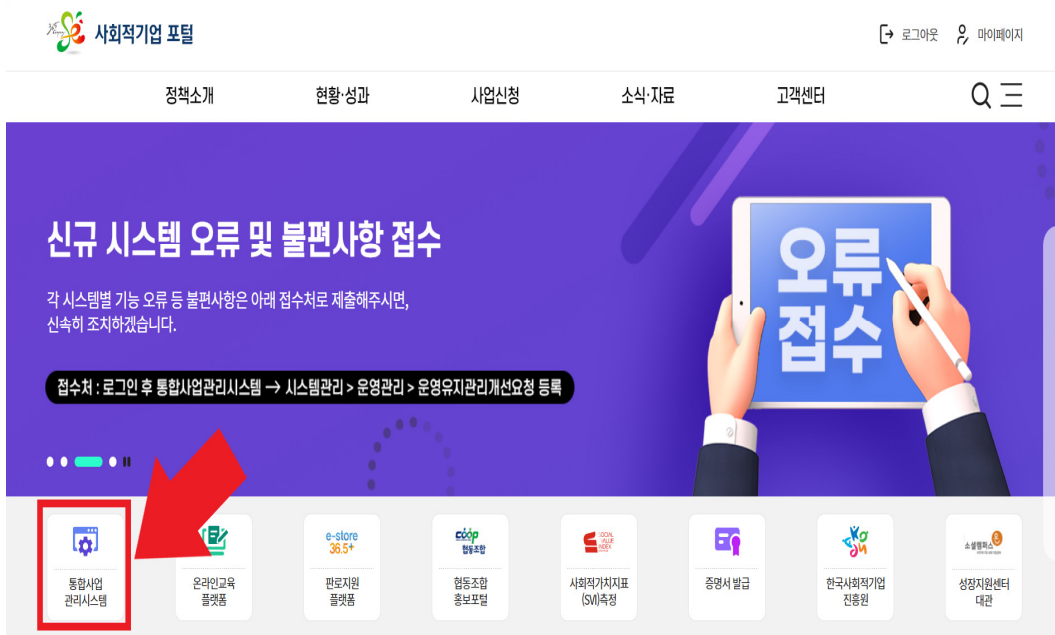 사회적기업 포털
로그아웃
마이페이지
정책소개
현황·성과
사업신청
소식·자료
고객센터
신규 시스템 오류 및 불편사항 접수
각 시스템별 기능 오류 등 불편사항은 아래 접수처로 제출해주시면,
신속히 조치하겠습니다.
접수처 : 로그인 후 통합사업관리시스템 → 시스템관리 > 운영관리 > 운영유지관리개선요청 등록
오류
접수
통합사업
관리시스템
온라인교육
플랫폼
e-store
36.5+
판로지원
플랫폼
coop
협동조합
협동조합
홍보포털
SOCIAL
VALUE
INDEX
사회적가치지표
(SVI)측정
증명서 발급
한국사회적기업
진흥원
소셜캠퍼스온
성장지원센터
대관